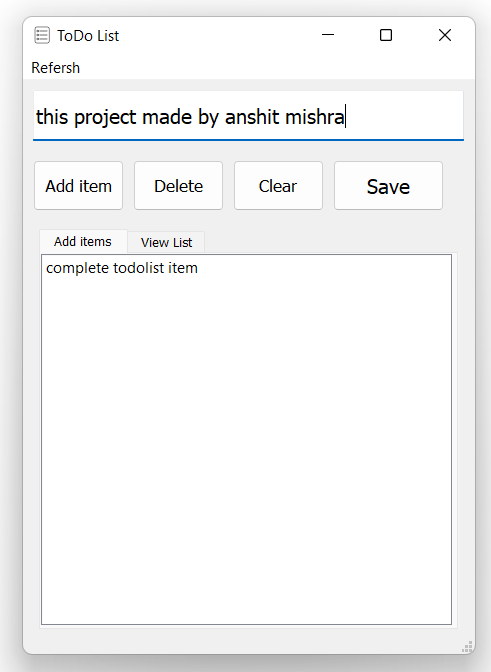 ToDo List
Refersh
this project made by anshit mishra
Add item Delete Clear Save
Add items View List
complete todolist item